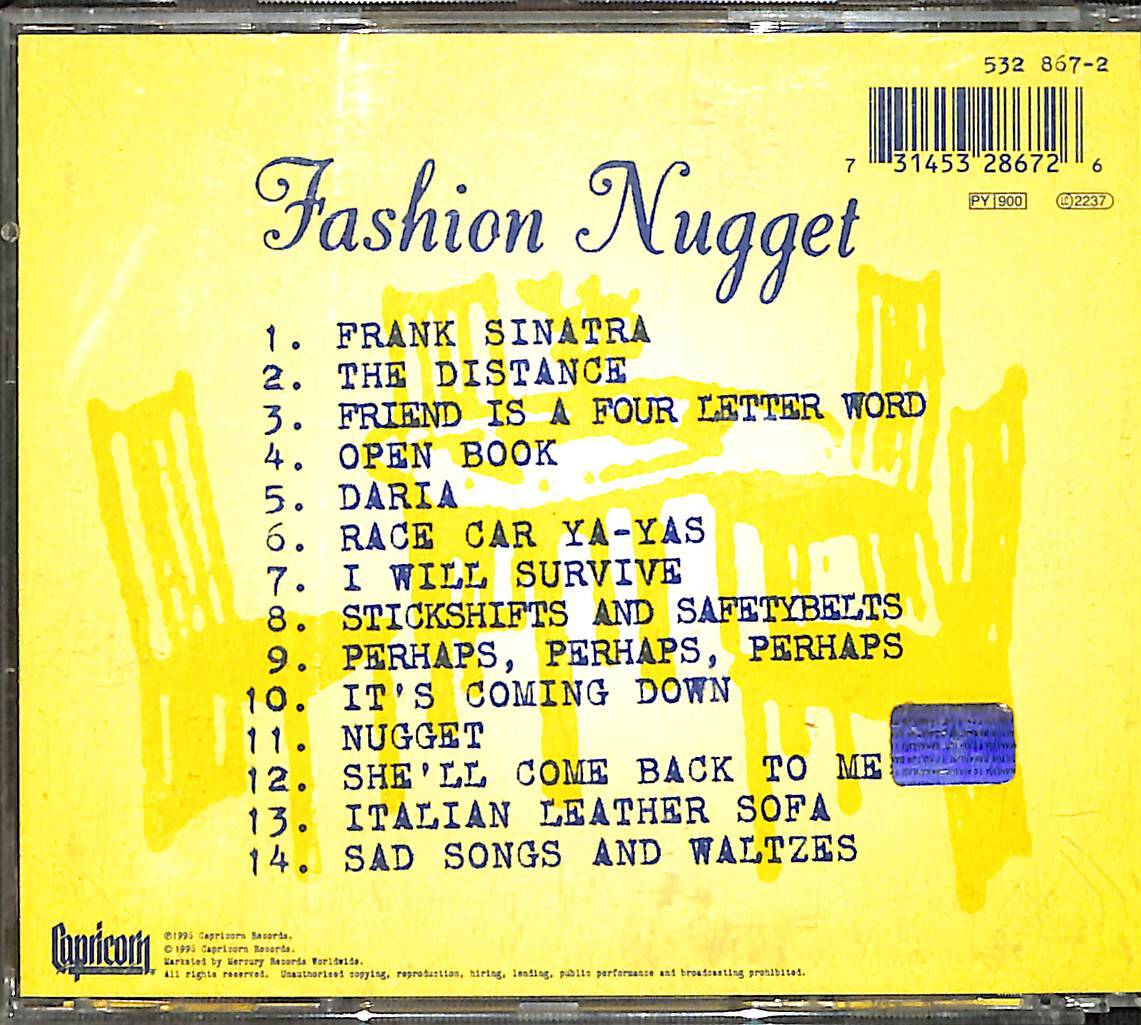 532 867-2
7 31453 28672 6
PY 900 LC 2237
Fashion Nugget
1. FRANK SINATRA
2. THE DISTANCE
3. FRIEND IS A FOUR LETTER WORD
4. OPEN BOOK
5. DARIA
6. RACE CAR YA-YAS
7. I WILL SURVIVE
8. STICKSHIFTS AND SAFETYBELTS
9. PERHAPS, PERHAPS, PERHAPS
10. IT'S COMING DOWN
11. NUGGET
12. SHE'LL COME BACK TO ME
13. ITALIAN LEATHER SOFA
14. SAD SONGS AND WALTZES
Capricorn
℗ Capricorn Records.
© Capricorn Records.
Marketed by Mercury Records Worldwide.
All rights reserved. Unauthorised copying, reproduction, hiring, lending, public performance and broadcasting prohibited.